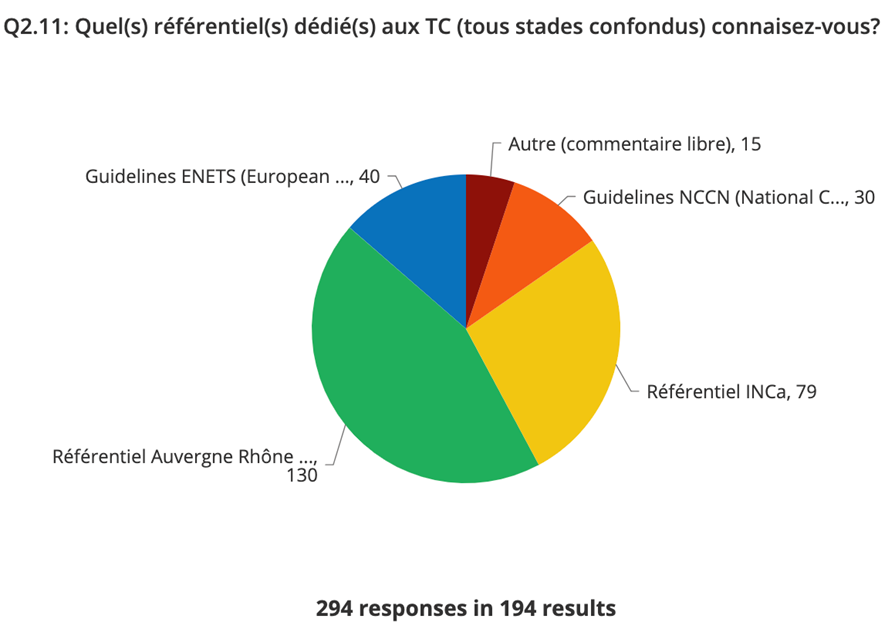 Q2.11: Quel(s) référentiel(s) dédié(s) aux TC (tous stades confondus) connaisez-vous?
Autre (commentaire libre), 15
Guidelines ENETS (European ..., 40
Guidelines NCCN (National C..., 30
Référentiel INCa, 79
Référentiel Auvergne Rhône ...,
130
294 responses in 194 results